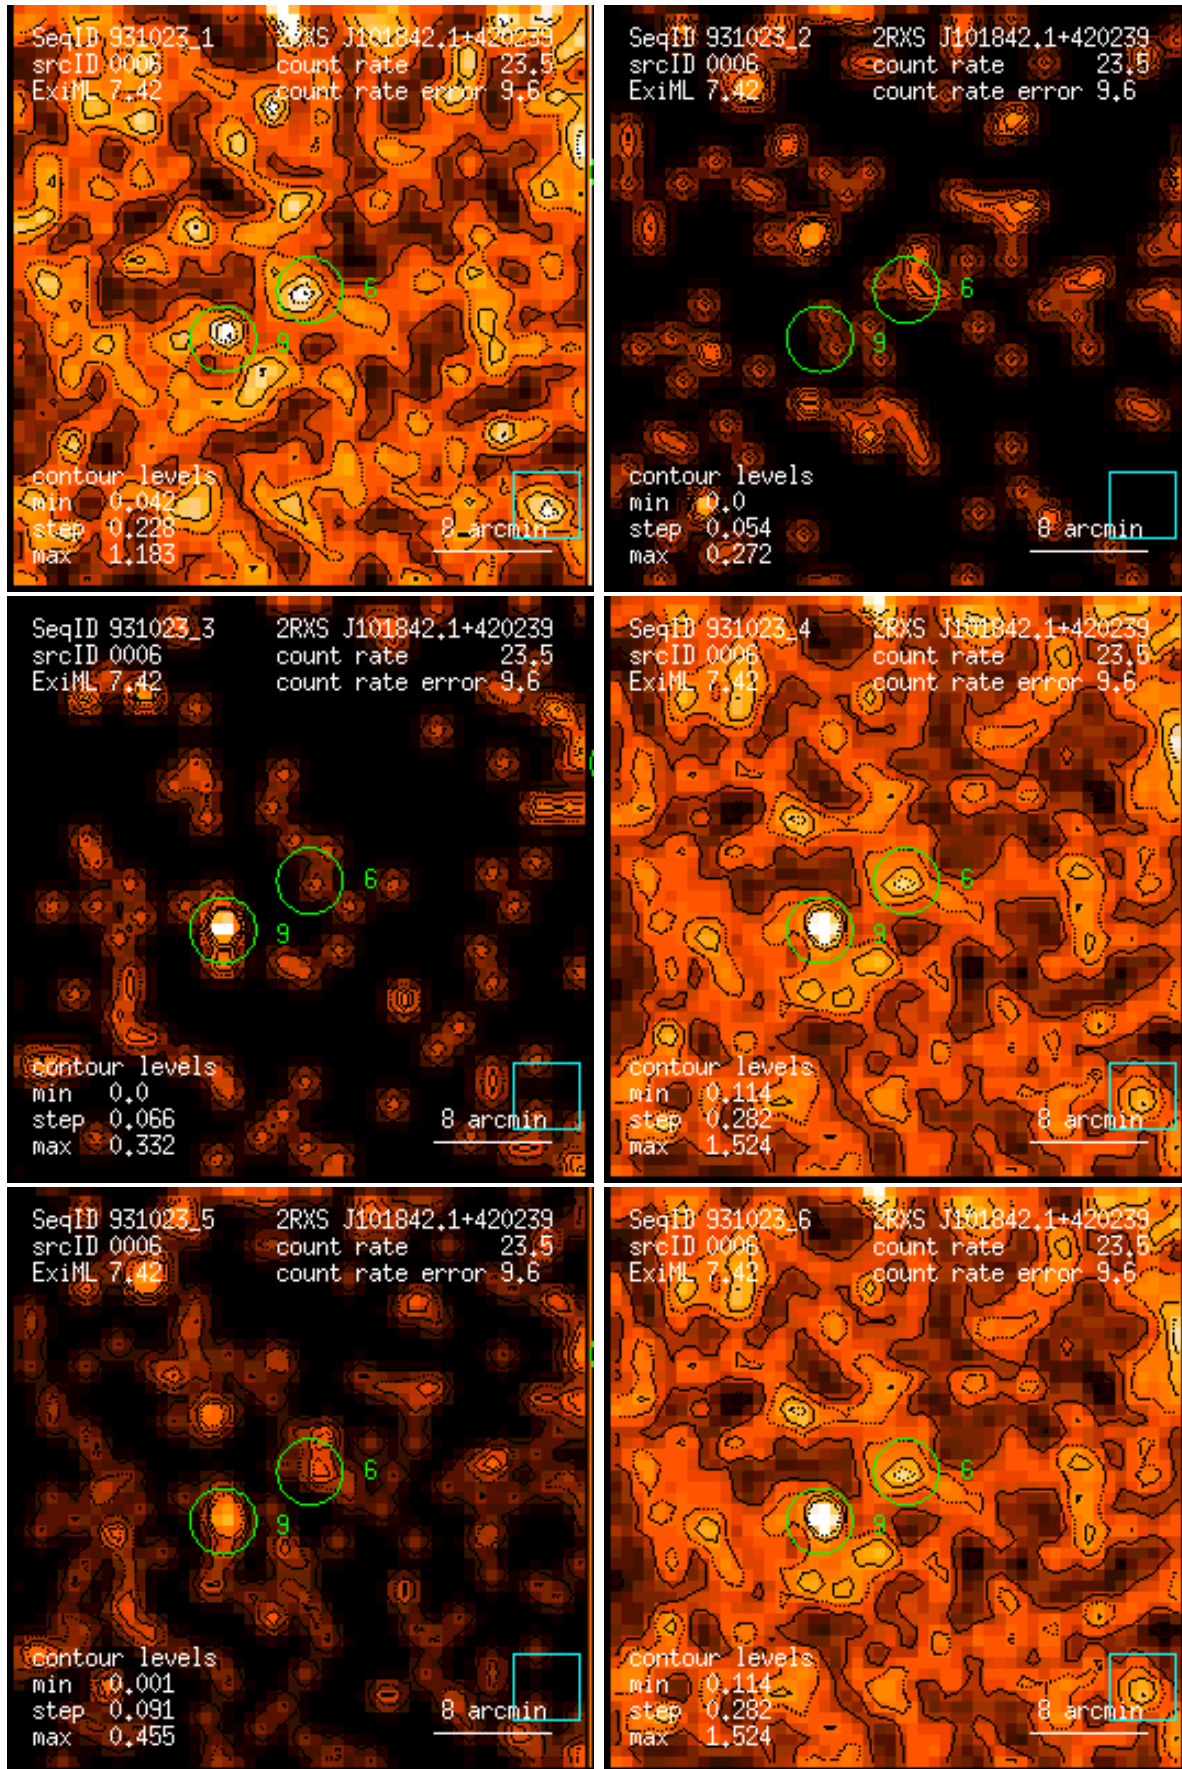 SeqID 931023_1 2RXS J101842.1+420239
srcID 0006 count rate 23.5
ExiML 7.42 count rate error 9.6
6
9
contour levels
min 0.042
step 0.228 8 arcmin
max 1.183
SeqID 931023_2 2RXS J101842.1+420239
srcID 0006 count rate 23.5
ExiML 7.42 count rate error 9.6
6
9
contour levels
min 0.0
step 0.054 8 arcmin
max 0.272
SeqID 931023_3 2RXS J101842.1+420239
srcID 0006 count rate 23.5
ExiML 7.42 count rate error 9.6
6
9
contour levels
min 0.0
step 0.066 8 arcmin
max 0.332
SeqID 931023_4 2RXS J101842.1+420239
srcID 0006 count rate 23.5
ExiML 7.42 count rate error 9.6
6
9
contour levels
min 0.114
step 0.282 8 arcmin
max 1.524
SeqID 931023_5 2RXS J101842.1+420239
srcID 0006 count rate 23.5
ExiML 7.42 count rate error 9.6
6
9
contour levels
min 0.001
step 0.091 8 arcmin
max 0.455
SeqID 931023_6 2RXS J101842.1+420239
srcID 0006 count rate 23.5
ExiML 7.42 count rate error 9.6
6
9
contour levels
min 0.114
step 0.282 8 arcmin
max 1.524